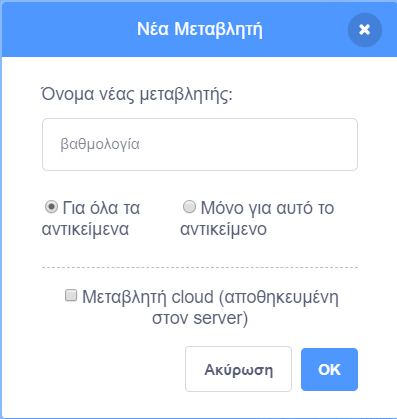 Νέα Μεταβλητή
Όνομα νέας μεταβλητής:
βαθμολογία
Για όλα τα
αντικείμενα
Μόνο για αυτό το
αντικείμενο
Μεταβλητή cloud (αποθηκευμένη
στον server)
Ακύρωση
OK